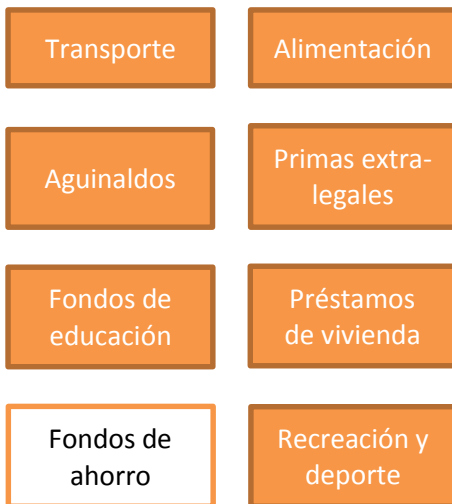 Transporte
Alimentación
Aguinaldos
Primas extra-
legales
Fondos de
educación
Préstamos
de vivienda
Fondos de
ahorro
Recreación y
deporte